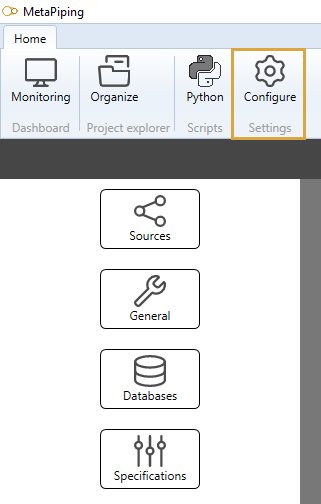 MetaPiping
Home
Monitoring Organize Python Configure
Dashboard Project explorer Scripts Settings
Sources
General
Databases
Specifications